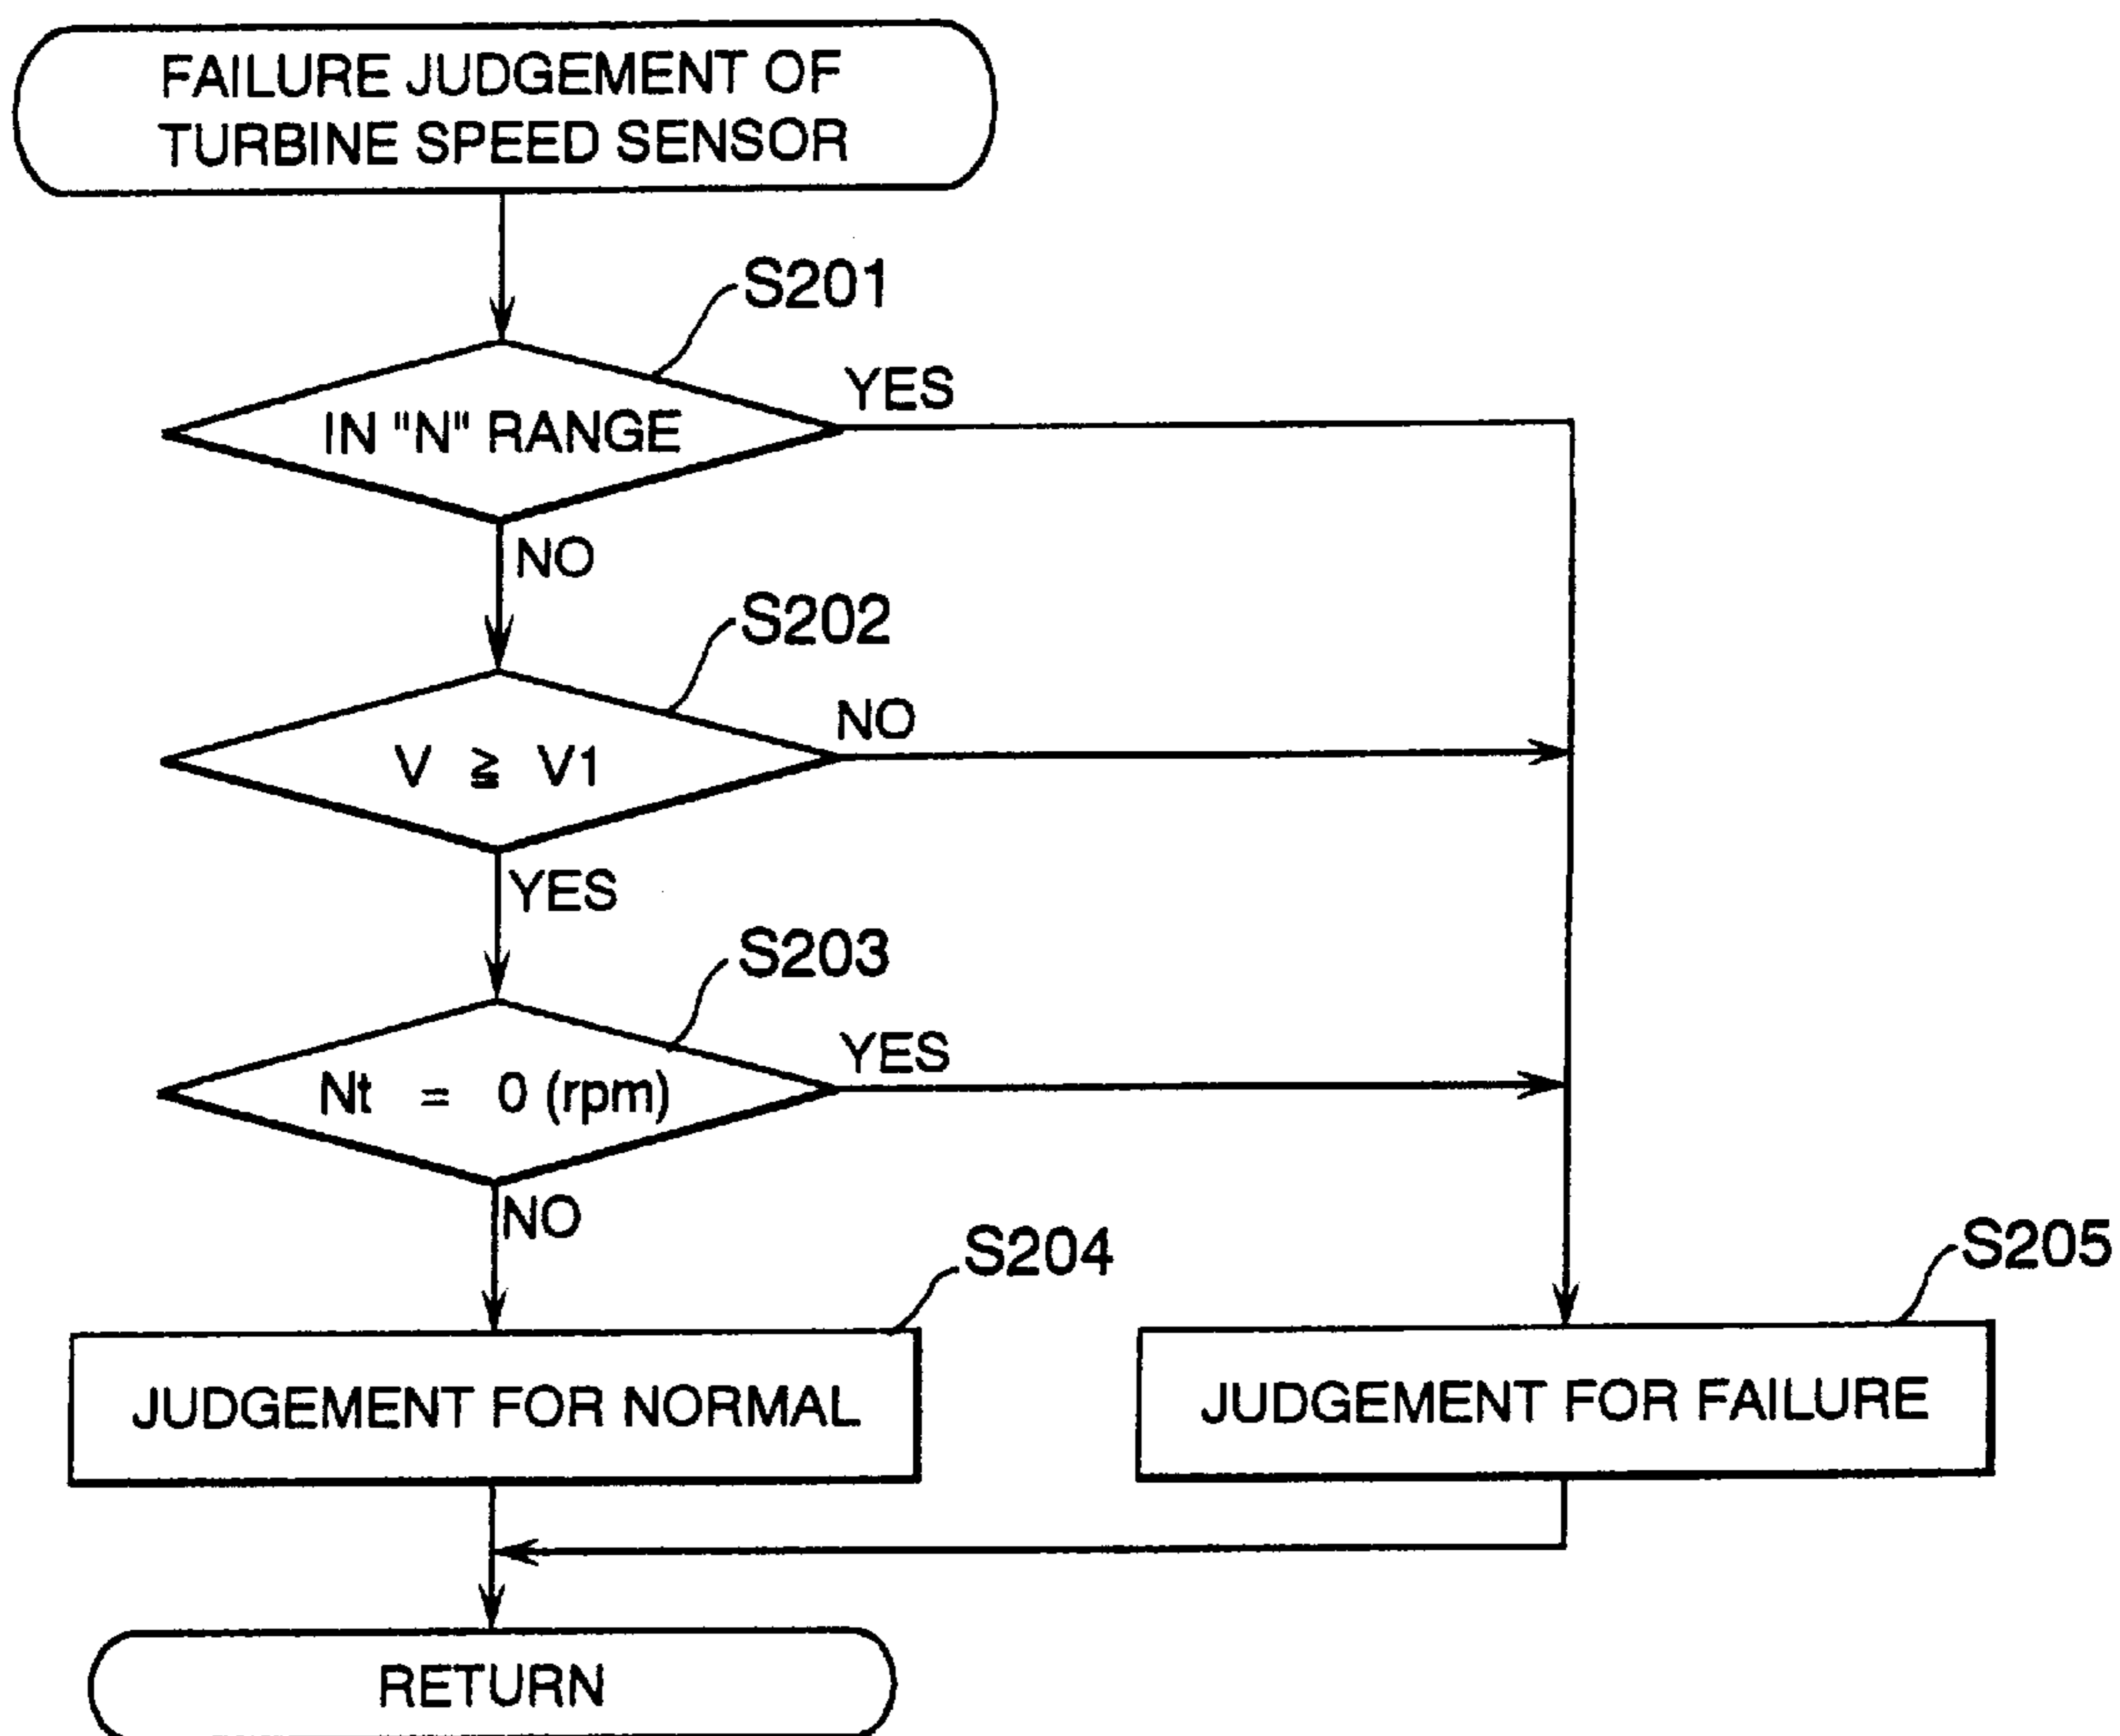 FAILURE JUDGEMENT OF
TURBINE SPEED SENSOR
S201
IN "N" RANGE
YES
NO
S202
V ≧ V1
NO
YES
S203
Nt = 0 (rpm)
YES
NO
S204
S205
JUDGEMENT FOR NORMAL
JUDGEMENT FOR FAILURE
RETURN